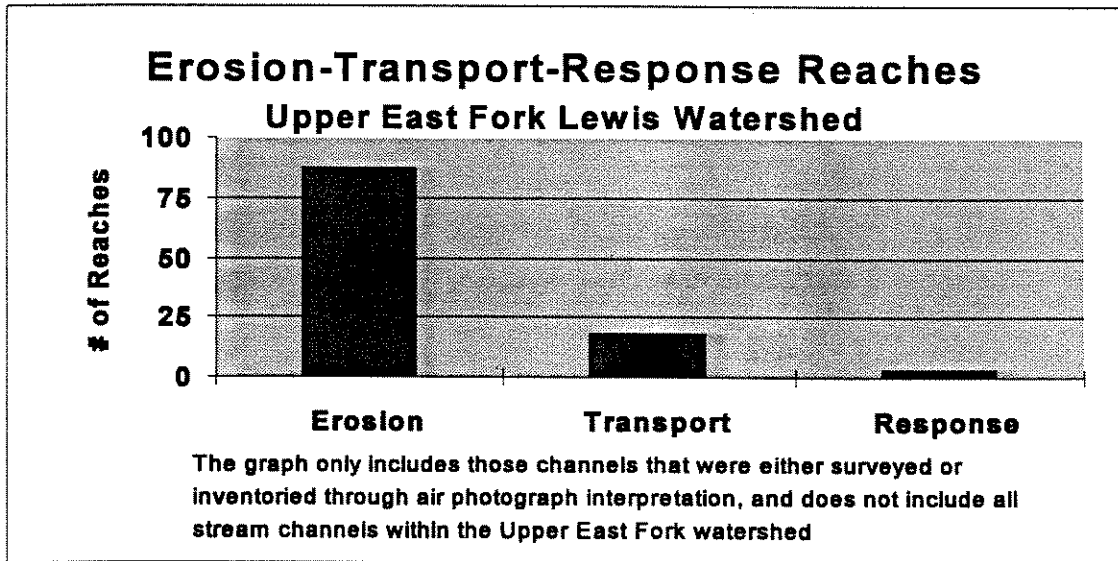 Erosion-Transport-Response Reaches
Upper East Fork Lewis Watershed
# of Reaches
100
75
50
25
0
Erosion Transport Response
The graph only includes those channels that were either surveyed or
inventoried through air photograph interpretation, and does not include all
stream channels within the Upper East Fork watershed